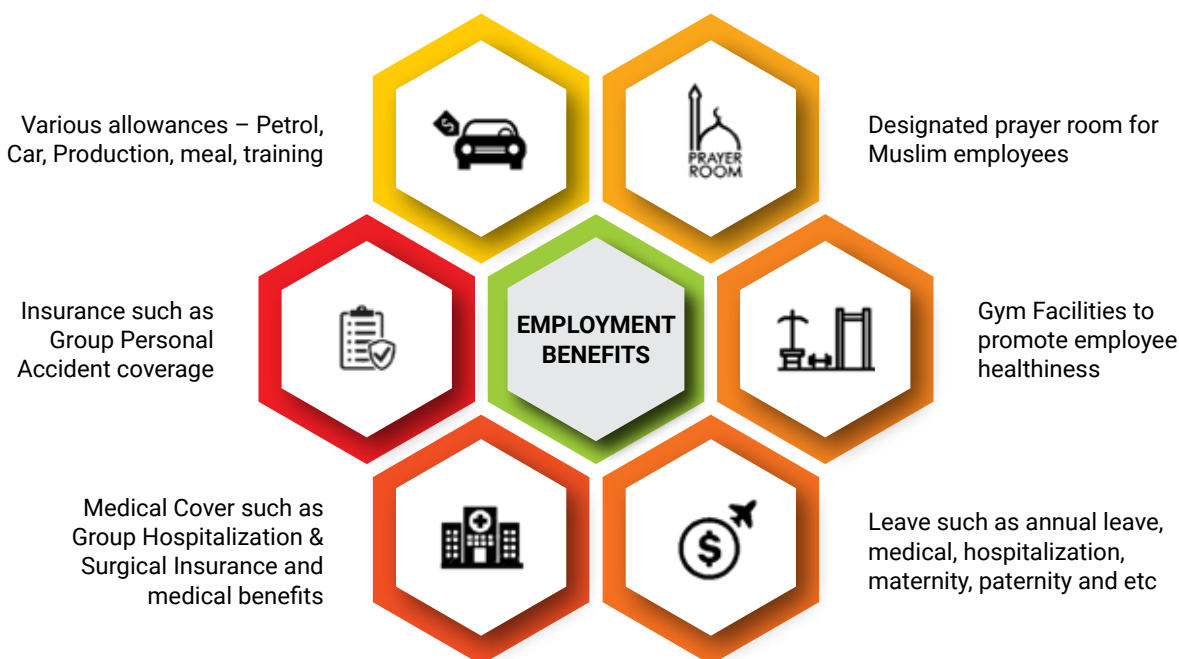 Various allowances – Petrol,
Car, Production, meal, training
PRAYER
ROOM
Designated prayer room for
Muslim employees
Insurance such as
Group Personal
Accident coverage
EMPLOYMENT
BENEFITS
Gym Facilities to
promote employee
healthiness
Medical Cover such as
Group Hospitalization &
Surgical Insurance and
medical benefits
$
Leave such as annual leave,
medical, hospitalization,
maternity, paternity and etc